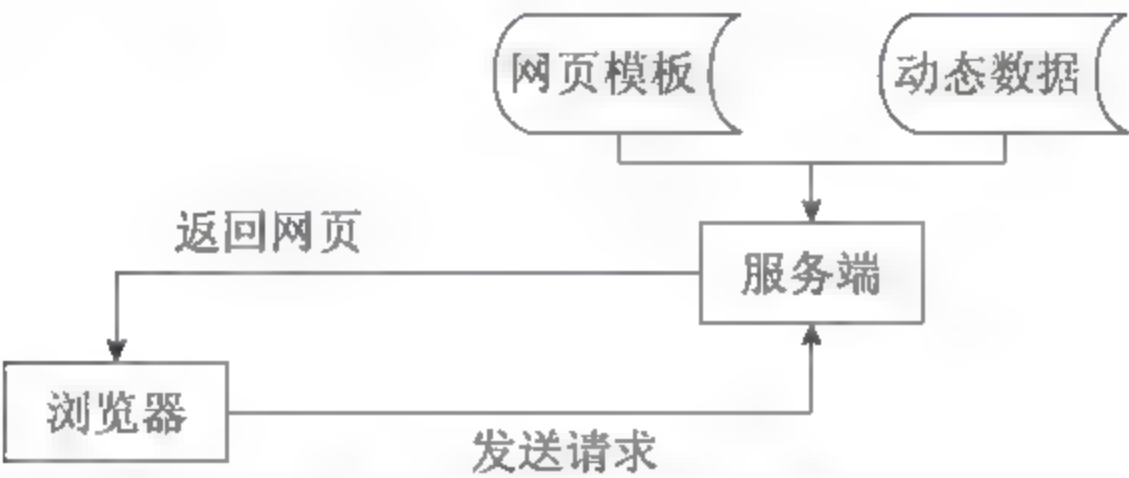 网页模板
动态数据
返回网页
服务端
浏览器
发送请求